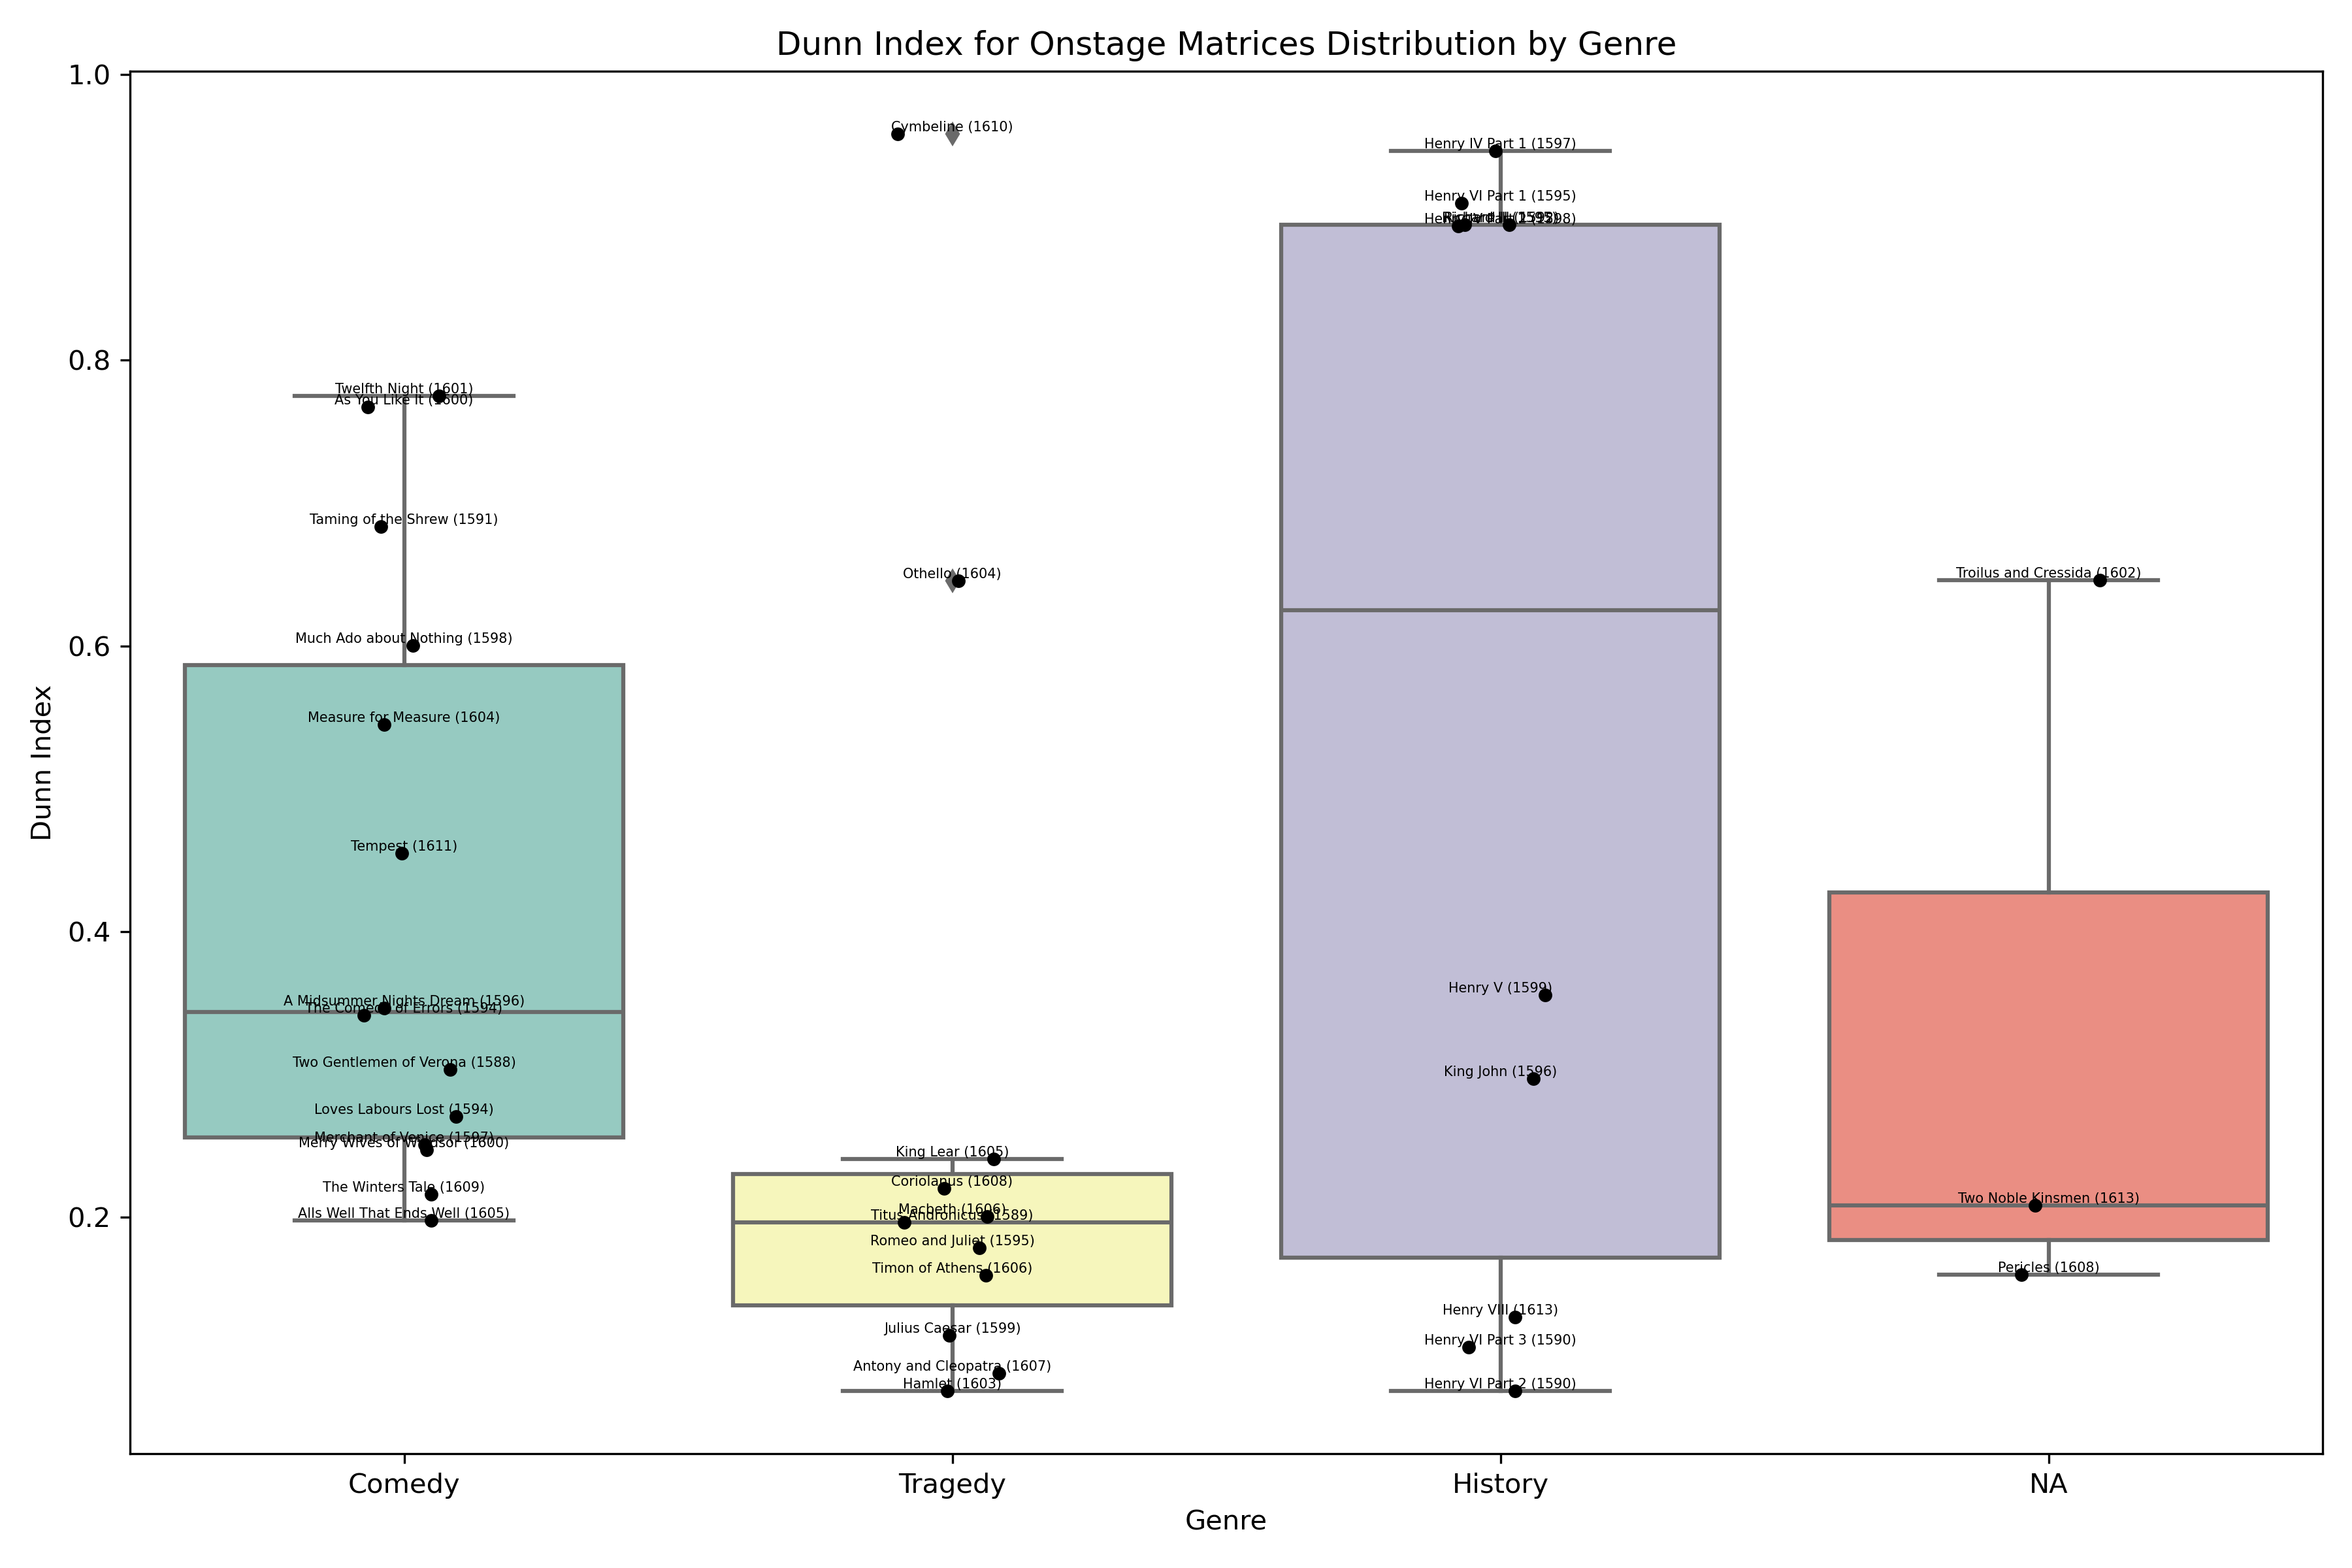 Dunn Index for Onstage Matrices Distribution by Genre
Dunn Index
1.0
0.8
0.6
0.4
0.2
Twelfth Night (1601)
As You Like It (1600)
Taming of the Shrew (1591)
Much Ado about Nothing (1598)
Measure for Measure (1604)
Tempest (1611)
A Midsummer Nights Dream (1596)
The Comedy of Errors (1594)
Two Gentlemen of Verona (1588)
Loves Labours Lost (1594)
Merchant of Venice (1597)
Merry Wives of Windsor (1600)
The Winters Tale (1609)
Alls Well That Ends Well (1605)
Cymbeline (1610)
Othello (1604)
King Lear (1605)
Coriolanus (1608)
Macbeth (1606)
Titus Andronicus (1589)
Romeo and Juliet (1595)
Timon of Athens (1606)
Julius Caesar (1599)
Antony and Cleopatra (1607)
Hamlet (1603)
Henry IV Part 1 (1597)
Henry VI Part 1 (1595)
Henry V (1599)
King John (1596)
Henry VIII (1613)
Henry VI Part 3 (1590)
Henry VI Part 2 (1590)
Troilus and Cressida (1602)
Two Noble Kinsmen (1613)
Pericles (1608)
Comedy
Tragedy
History
NA
Genre